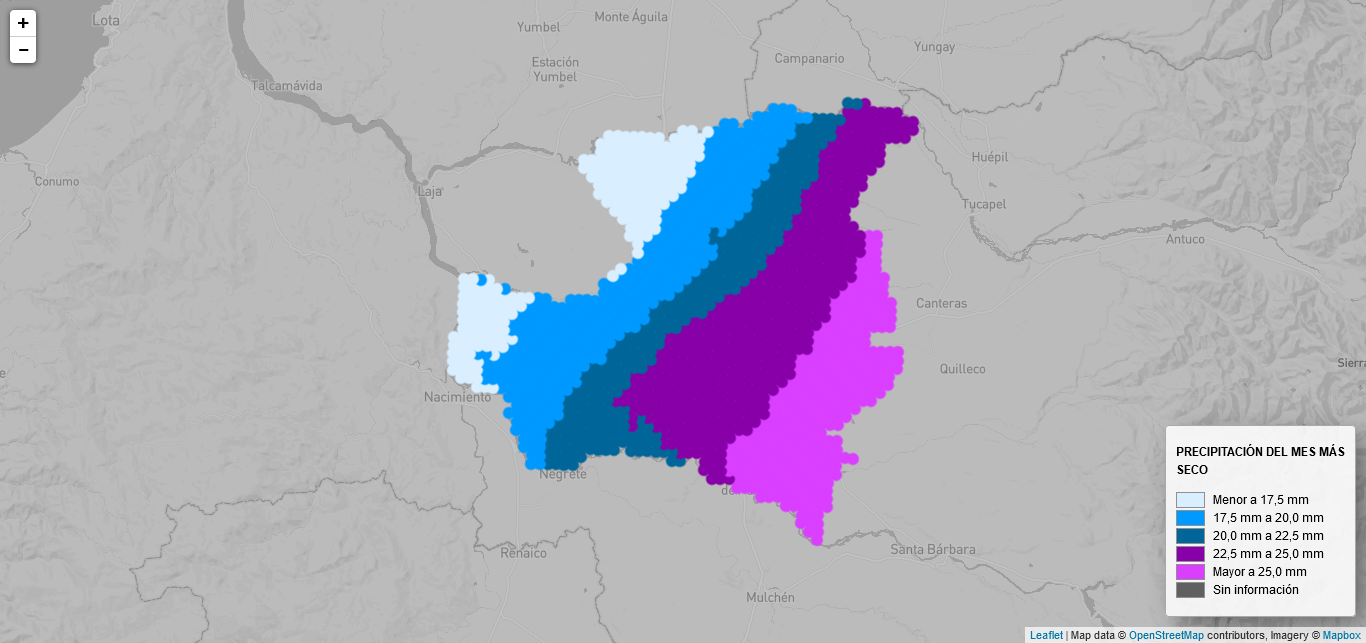 +
−
Lota
Monte Águila
Yumbel
Campanario
Yungay
Estación
Yumbel
Talcamávida
Huépil
Conumo
Laja
Tucapel
Antuco
Canteras
Quilleco
Nacimiento
Negrete
Renaico
Santa Bárbara
Mulchén
PRECIPITACIÓN DEL MES MÁS
SECO
Menor a 17,5 mm
17,5 mm a 20,0 mm
20,0 mm a 22,5 mm
22,5 mm a 25,0 mm
Mayor a 25,0 mm
Sin información
Leaflet | Map data © OpenStreetMap contributors, Imagery © Mapbox